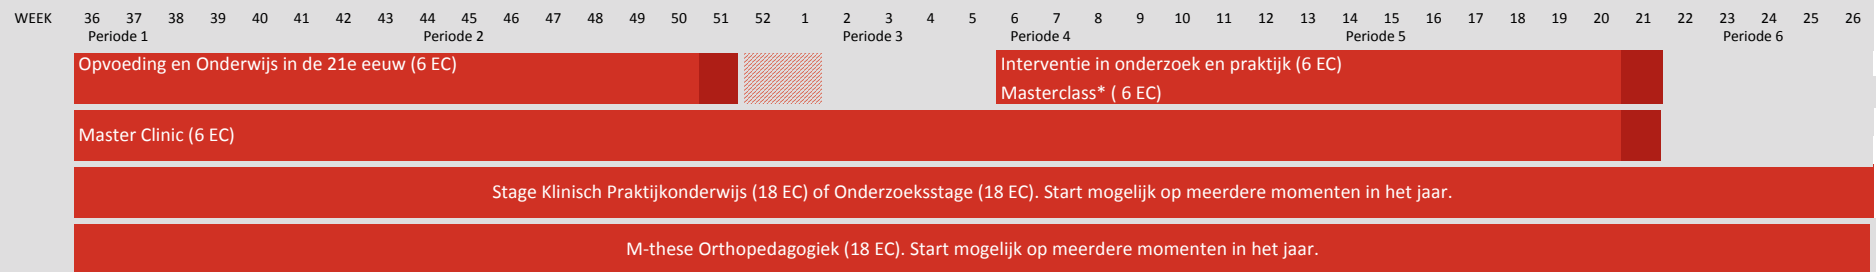 WEEK 36 37 38 39 40 41 42 43 44 45 46 47 48 49 50 51 52 1 2 3 4 5 6 7 8 9 10 11 12 13 14 15 16 17 18 19 20 21 22 23 24 25 26
Periode 1 Periode 2 Periode 3 Periode 4 Periode 5 Periode 6
Opvoeding en Onderwijs in de 21e eeuw (6 EC)
Interventie in onderzoek en praktijk (6 EC)
Masterclass* ( 6 EC)
Master Clinic (6 EC)
Stage Klinisch Praktijkonderwijs (18 EC) of Onderzoeksstage (18 EC). Start mogelijk op meerdere momenten in het jaar.
M-these Orthopedagogiek (18 EC). Start mogelijk op meerdere momenten in het jaar.